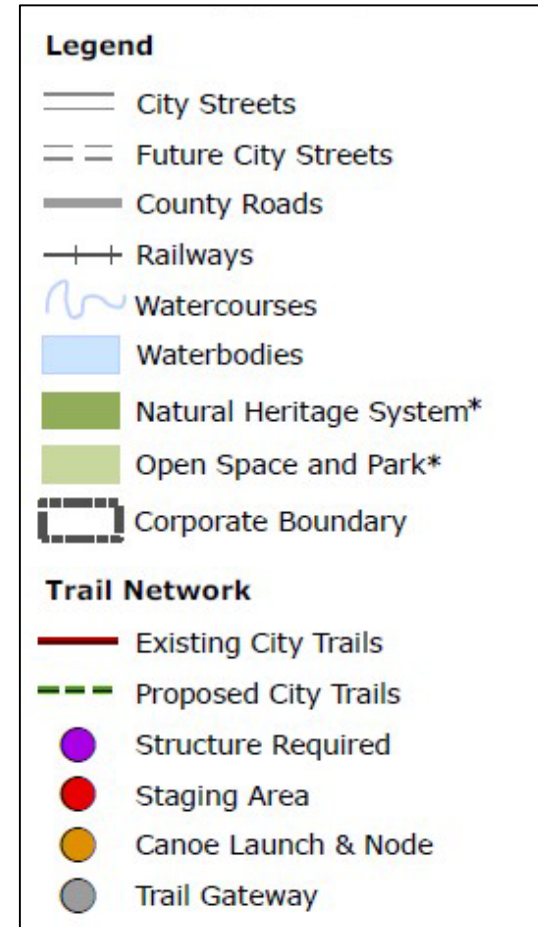 Legend
City Streets
Future City Streets
County Roads
Railways
Watercourses
Waterbodies
Natural Heritage System*
Open Space and Park*
Corporate Boundary
Trail Network
Existing City Trails
Proposed City Trails
Structure Required
Staging Area
Canoe Launch & Node
Trail Gateway